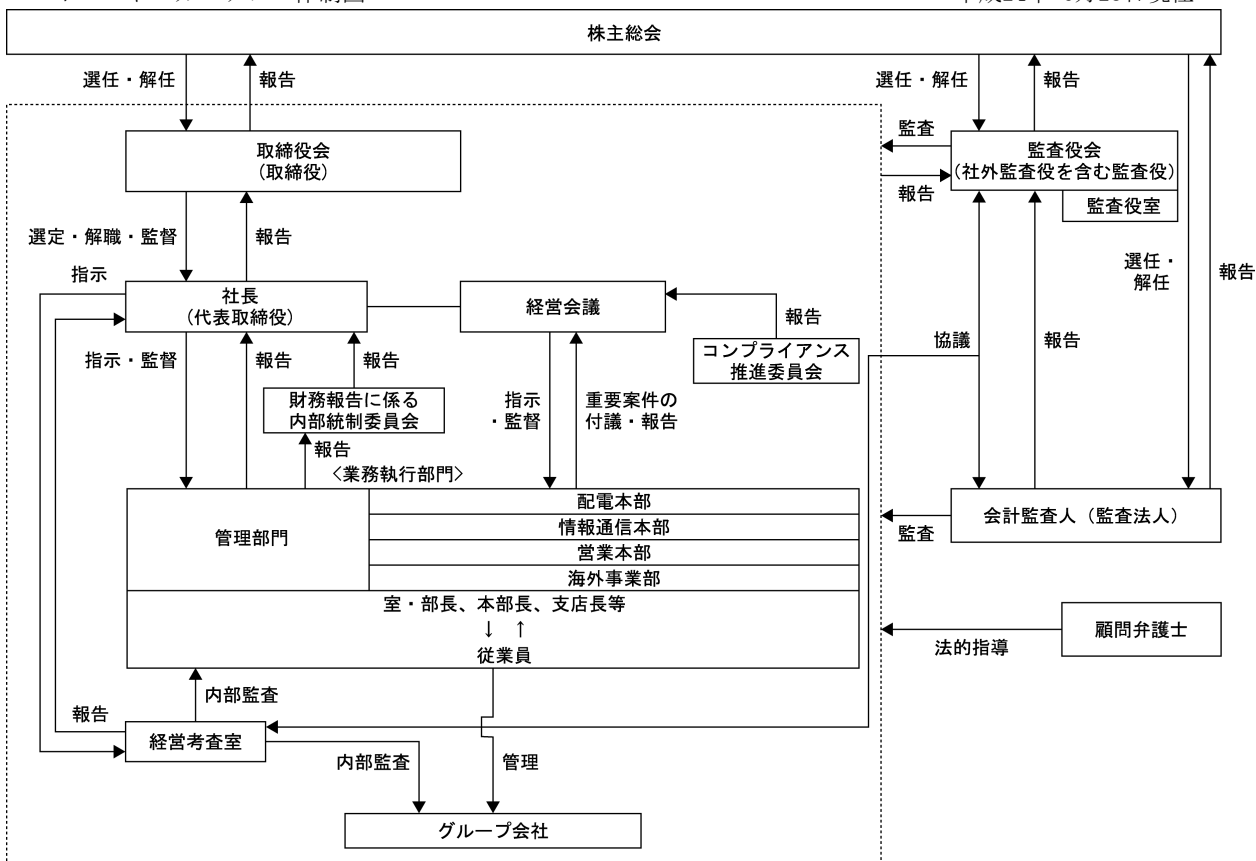 株主総会
選任・解任
報告
選任・解任
報告
取締役会
(取締役)
監査
監査役会
(社外監査役を含む監査役)
報告
監査役室
選定・解職・監督
報告
選任・
解任
報告
指示
社長
(代表取締役)
経営会議
報告
コンプライアンス
推進委員会
協議
報告
指示・監督
報告
報告
財務報告に係る
内部統制委員会
指示
・監督
重要案件の
付議・報告
報告
〈業務執行部門〉
管理部門
配電本部
情報通信本部
営業本部
海外事業部
会計監査人（監査法人）
監査
室・部長、本部長、支店長等
↓ ↑
従業員
顧問弁護士
法的指導
内部監査
報告
経営考査室
内部監査
管理
グループ会社